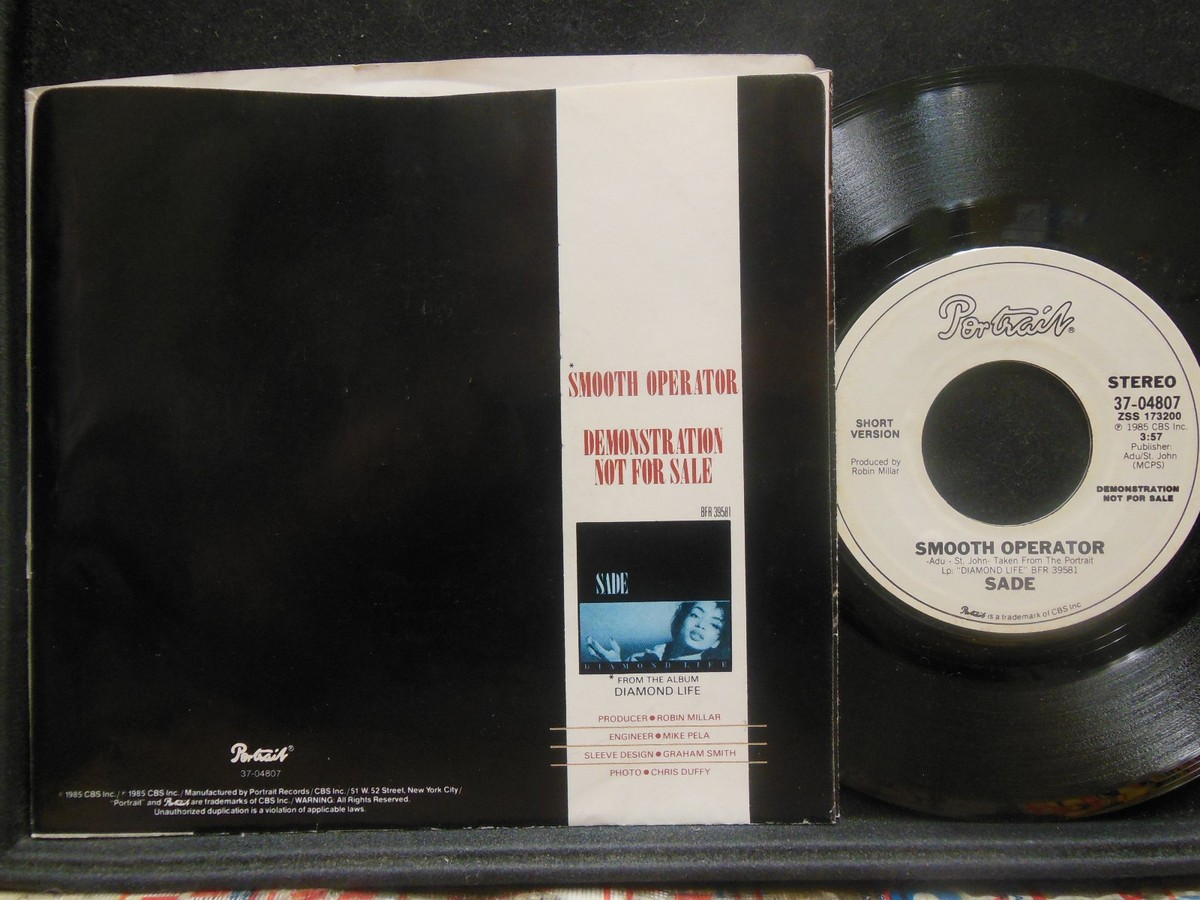 *SMOOTH OPERATOR
DEMONSTRATION
NOT FOR SALE
BFR 39581
SADE
DIAMOND LIFE
*FROM THE ALBUM
DIAMOND LIFE
PRODUCER●ROBIN MILLAR
ENGINEER●MIKE PELA
SLEEVE DESIGN●GRAHAM SMITH
PHOTO●CHRIS DUFFY
Portrait®
37-04807
© 1985 CBS Inc./℗ 1985 CBS Inc./Manufactured by Portrait Records/CBS Inc./51 W. 52 Street, New York City/
"Portrait" and Portrait are trademarks of CBS Inc./WARNING: All Rights Reserved.
Unauthorized duplication is a violation of applicable laws.
Portrait®
STEREO
37-04807
ZSS 173200
℗ 1985 CBS Inc.
3:57
Publisher:
Adu/St. John
(MCPS)
SHORT
VERSION
Produced by
Robin Millar
DEMONSTRATION
NOT FOR SALE
SMOOTH OPERATOR
-Adu - St. John- Taken From The Portrait
Lp: "DIAMOND LIFE" BFR 39581
SADE
Portrait is a trademark of CBS Inc